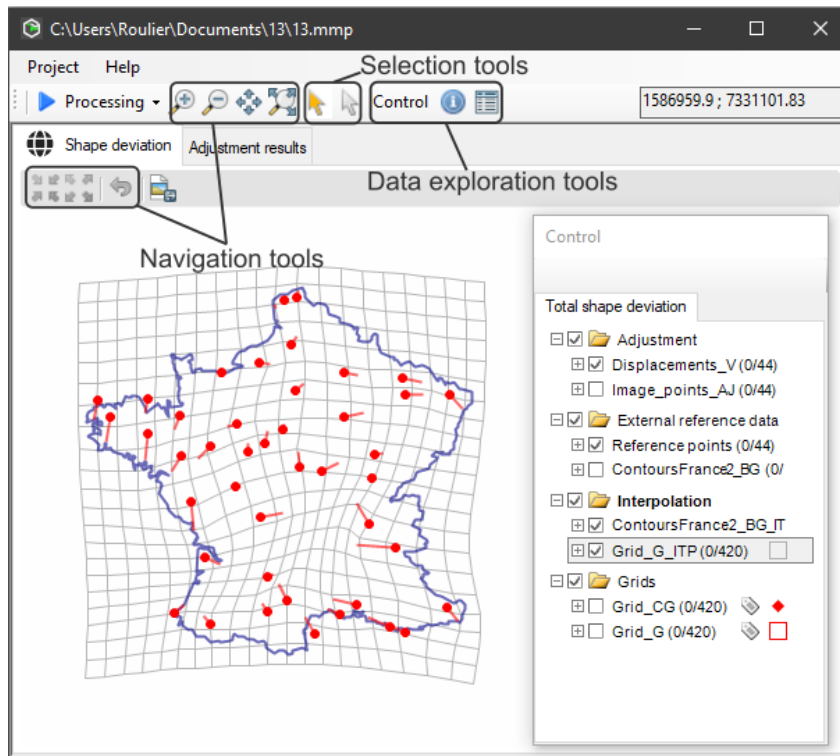 C:\Users\Roulier\Documents\13\13.mmp
Project Help
Selection tools
Processing Control 1586959.9 ; 7331101.83
Shape deviation Adjustment results
Data exploration tools
Navigation tools
Control
Total shape deviation
Adjustment
Displacements_V (0/44)
Image_points_AJ (0/44)
External reference data
Reference points (0/44)
ContoursFrance2_BG (0/
Interpolation
ContoursFrance2_BG_IT
Grid_G_ITP (0/420)
Grids
Grid_CG (0/420)
Grid_G (0/420)